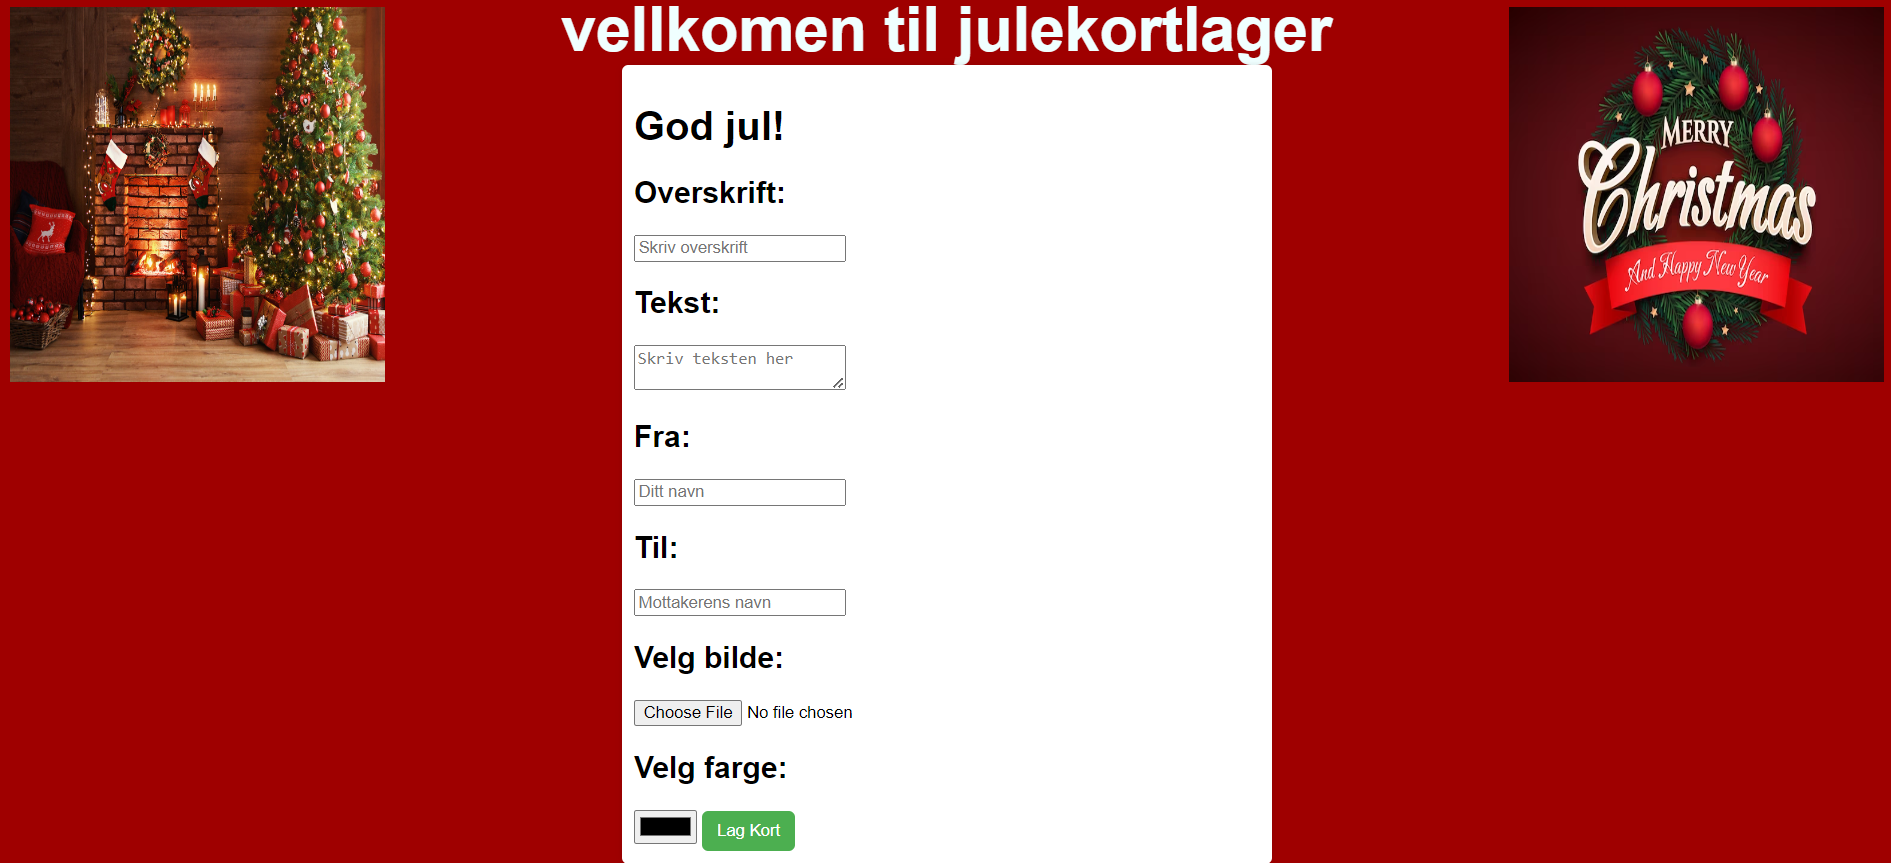 vellkomen til julekortlager
God jul!
Overskrift:
Skriv overskrift
Tekst:
Skriv teksten her
Fra:
Ditt navn
Til:
Mottakerens navn
Velg bilde:
Choose File No file chosen
Velg farge:
Lag Kort
MERRY
Christmas
And Happy New Year